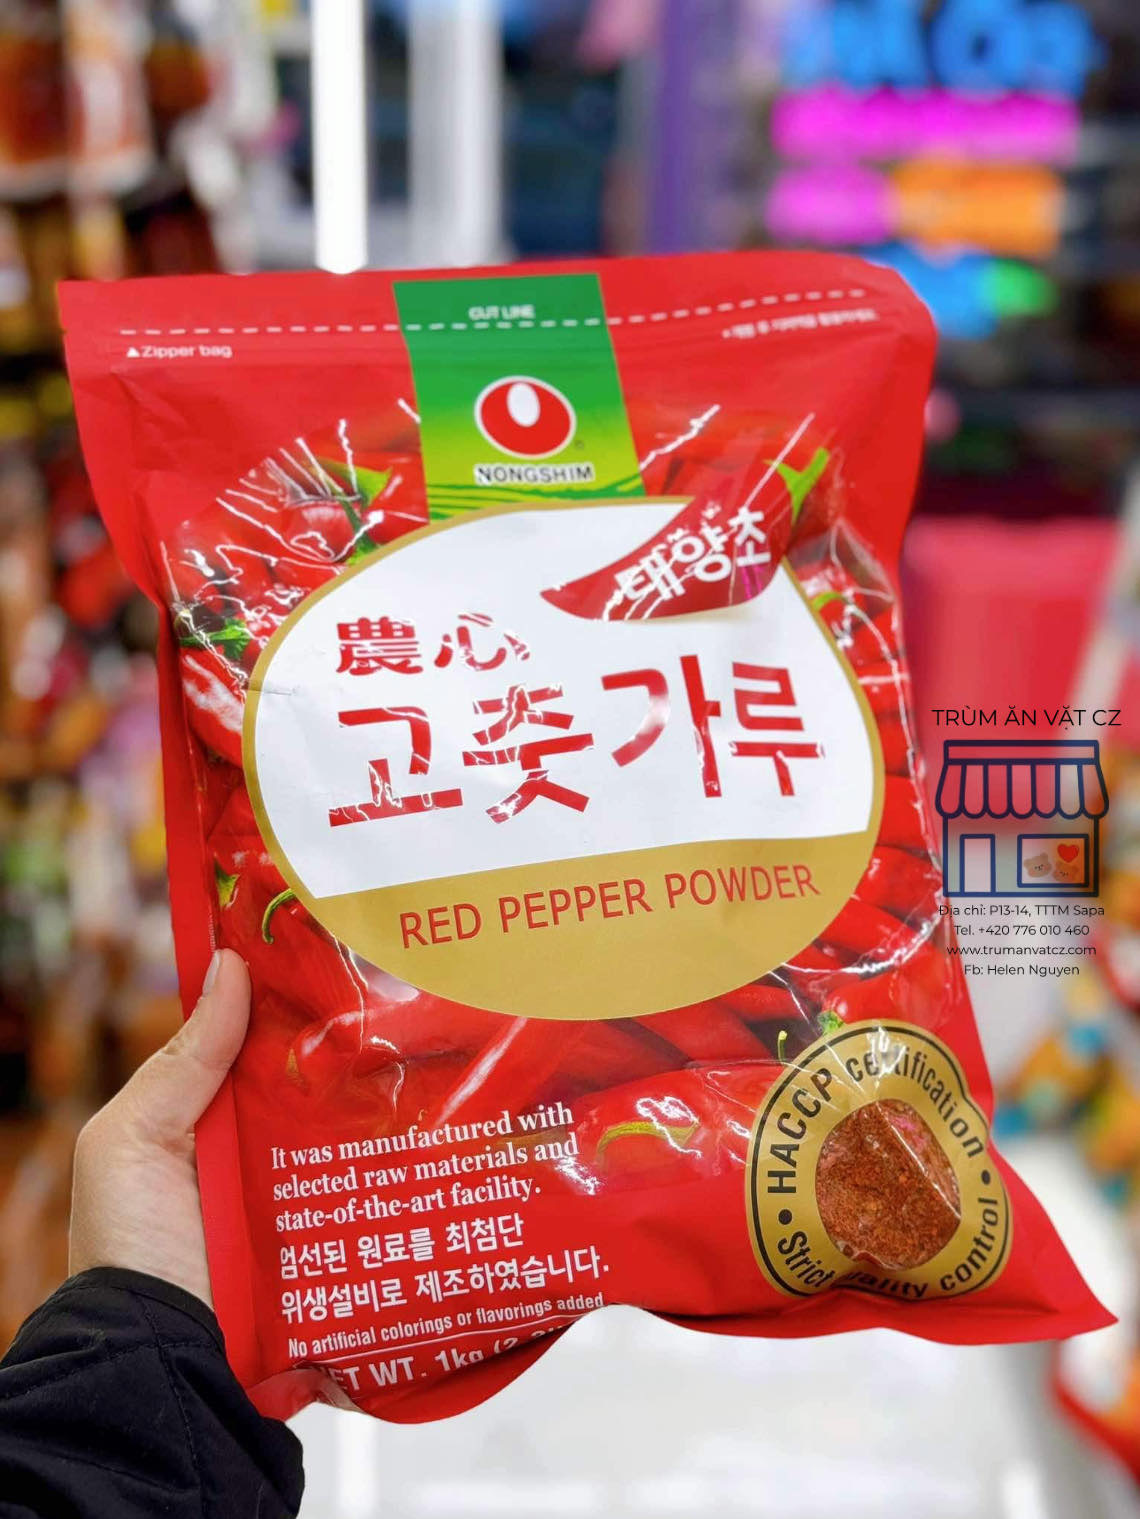 CUT LINE
▲Zipper bag
NONGSHIM
태양초
農心
고춧가루
RED PEPPER POWDER
TRÙM ĂN VẶT CZ
Địa chỉ: P13-14, TTTM Sapa
Tel. +420 776 010 460
www.trumanvatcz.com
Fb: Helen Nguyen
• HACCP certification •
Strict quality control
It was manufactured with
selected raw materials and
state-of-the-art facility.
엄선된 원료를 최첨단
위생설비로 제조하였습니다.
No artificial colorings or flavorings added
NET WT. 1kg